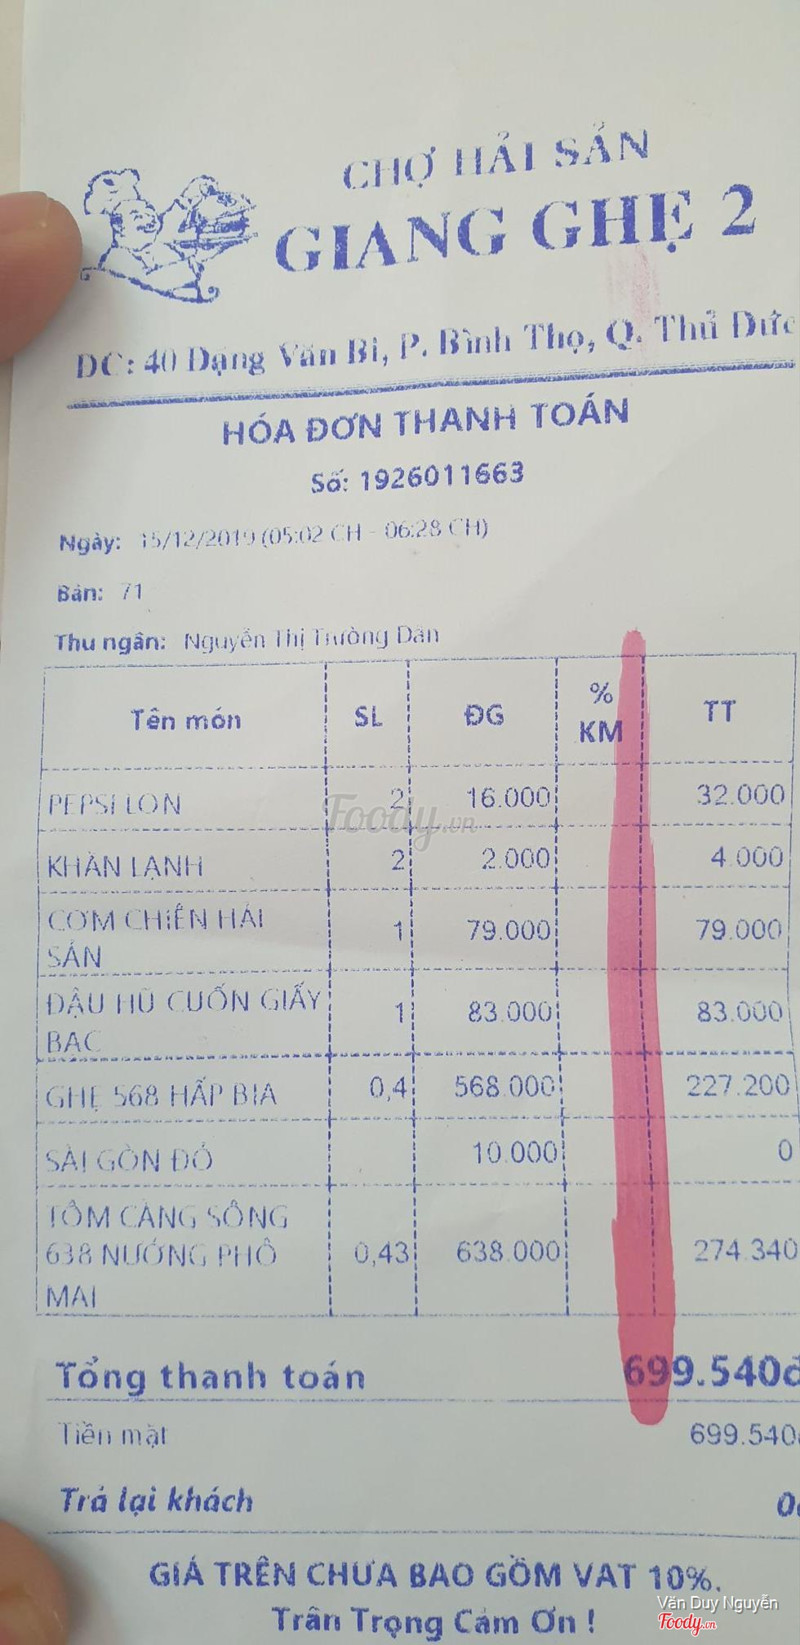 CHỢ HẢI SẢN
GIANG GHẸ 2
ĐC: 40 Dặng Văn Bi, P. Bình Thọ, Q. Thủ Đức
HÓA ĐƠN THANH TOÁN
Số: 1926011663
Ngày: 15/12/2019 (05:02 CH - 06:28 CH)
Bàn: 71
Thu ngân: Nguyễn Thị Trường Dân
Tên món SL ĐG % KM TT
PEPSI LON 2 16.000 32.000
KHĂN LẠNH 2 2.000 4.000
CƠM CHIÊN HẢI
SẢN 1 79.000 79.000
ĐẬU HŨ CUỐN GIẤY
BẠC 1 83.000 83.000
GHẸ 568 HẤP BIA 0,4 568.000 227.200
SÀI GÒN ĐỎ 10.000 0
TÔM CÀNG SÔNG
638 NƯỚNG PHÔ
MAI 0,43 638.000 274.340
Tổng thanh toán 699.540đ
Tiền mặt 699.540đ
Trả lại khách 0đ
GIÁ TRÊN CHƯA BAO GỒM VAT 10%.
Trân Trọng Cảm Ơn !
Foody.vn
Văn Duy Nguyễn
Foody.vn